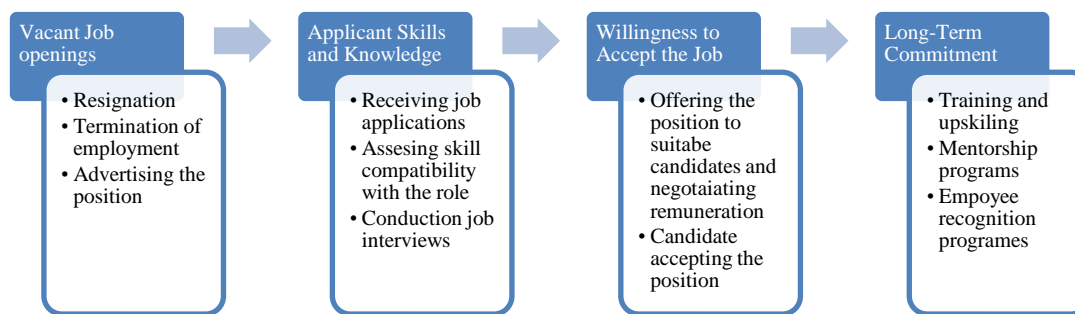 Vacant Job
openings
• Resignation
• Termination of
employment
• Advertising the
position
Applicant Skills
and Knowledge
• Receiving job
applications
• Assesing skill
compatibility
with the role
• Conduction job
interviews
Willingness to
Accept the Job
• Offering the
position to
suitabe
candidates and
negotaiating
remuneration
• Candidate
accepting the
position
Long-Term
Commitment
• Training and
upskiling
• Mentorship
programs
• Empoyee
recognition
programes